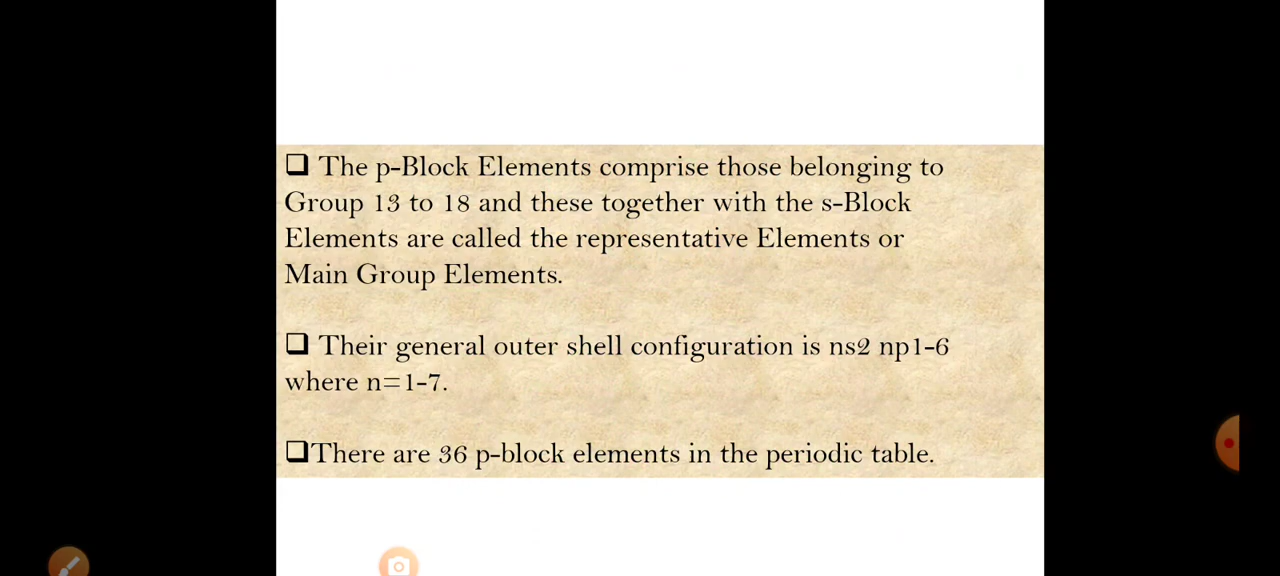 ❑ The p-Block Elements comprise those belonging to
Group 13 to 18 and these together with the s-Block
Elements are called the representative Elements or
Main Group Elements.
❑ Their general outer shell configuration is ns2 np1-6
where n=1-7.
❑There are 36 p-block elements in the periodic table.